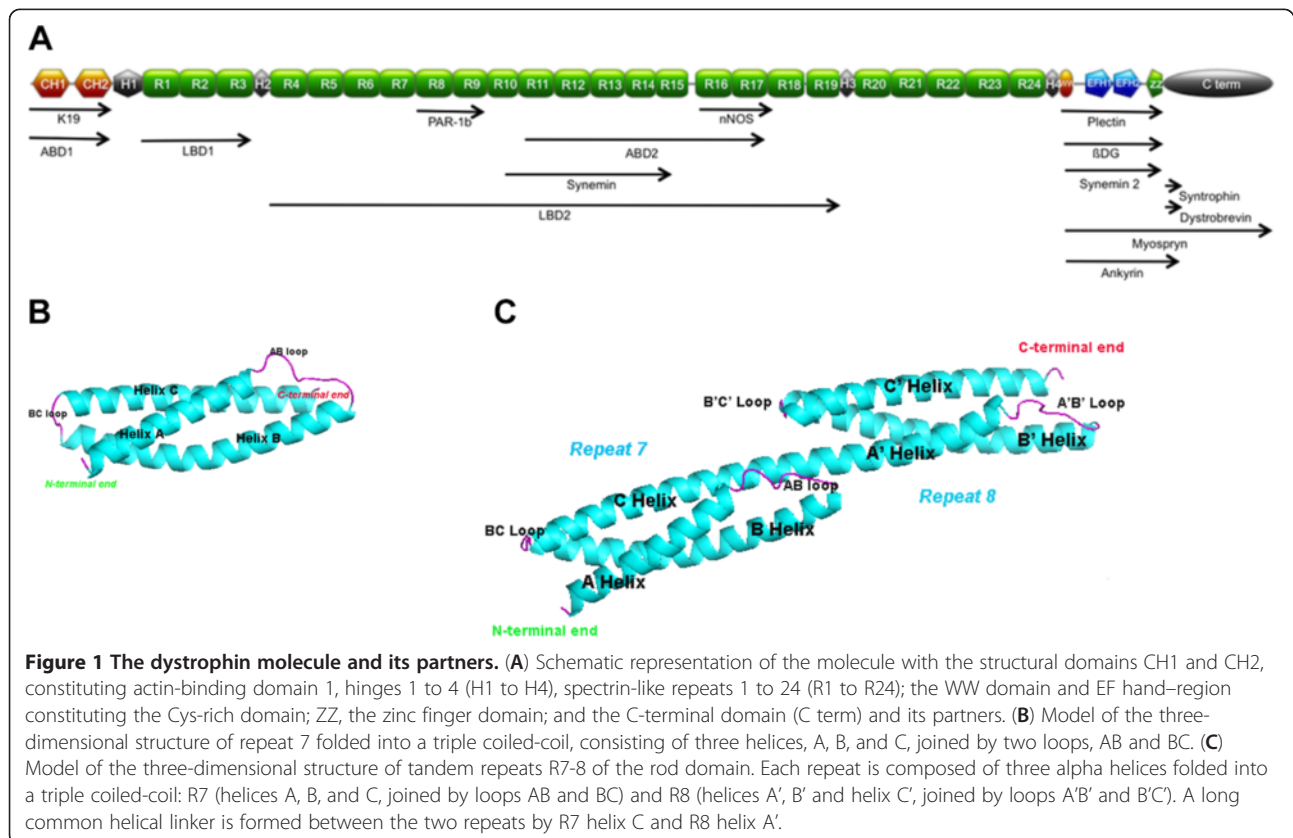 A
CH1 CH2 H1 R1 R2 R3 H2 R4 R5 R6 R7 R8 R9 R10 R11 R12 R13 R14 R15 R16 R17 R18 R19 H3 R20 R21 R22 R23 R24 H4 EFH1 EFH2 ZZ C term
K19 PAR-1b nNOS Plectin
ABD1 LBD1 ABD2 ßDG
Synemin Synemin 2
Syntrophin
LBD2 Dystrobrevin
Myospryn
Ankyrin
B
AB loop
Helix C
C-terminal end
BC loop
Helix A
Helix B
N-terminal end
C
C-terminal end
C' Helix
B'C' Loop
A'B' Loop
B' Helix
A' Helix
Repeat 7
AB loop
Repeat 8
C Helix
B Helix
BC Loop
A Helix
N-terminal end
Figure 1 The dystrophin molecule and its partners. (A) Schematic representation of the molecule with the structural domains CH1 and CH2,
constituting actin-binding domain 1, hinges 1 to 4 (H1 to H4), spectrin-like repeats 1 to 24 (R1 to R24); the WW domain and EF hand–region
constituting the Cys-rich domain; ZZ, the zinc finger domain; and the C-terminal domain (C term) and its partners. (B) Model of the three-
dimensional structure of repeat 7 folded into a triple coiled-coil, consisting of three helices, A, B, and C, joined by two loops, AB and BC. (C)
Model of the three-dimensional structure of tandem repeats R7-8 of the rod domain. Each repeat is composed of three alpha helices folded into
a triple coiled-coil: R7 (helices A, B, and C, joined by loops AB and BC) and R8 (helices A', B' and helix C', joined by loops A'B' and B'C'). A long
common helical linker is formed between the two repeats by R7 helix C and R8 helix A'.